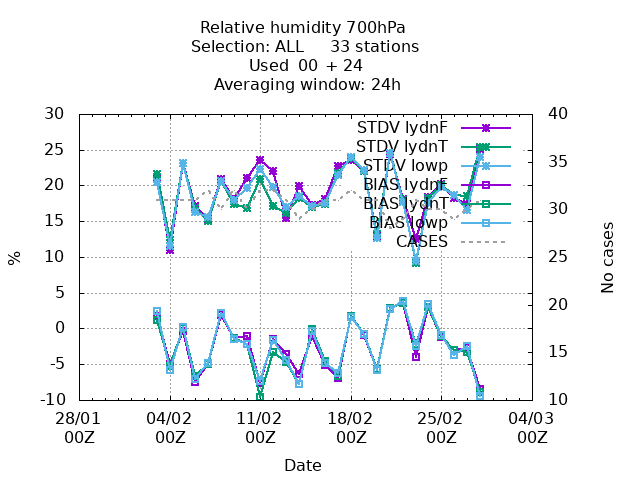 Relative humidity 700hPa
Selection: ALL 33 stations
Used 00 + 24
Averaging window: 24h
30 40
STDV lydnF
25 STDV lydnT 35
STDV lowp
20 BIAS lydnF 30
BIAS lydnT
15 BIAS lowp
CASES
10 25
% No cases
5 20
0
-5 15
-10 10
28/01 04/02 11/02 18/02 25/02 04/03
00Z 00Z 00Z 00Z 00Z 00Z
Date